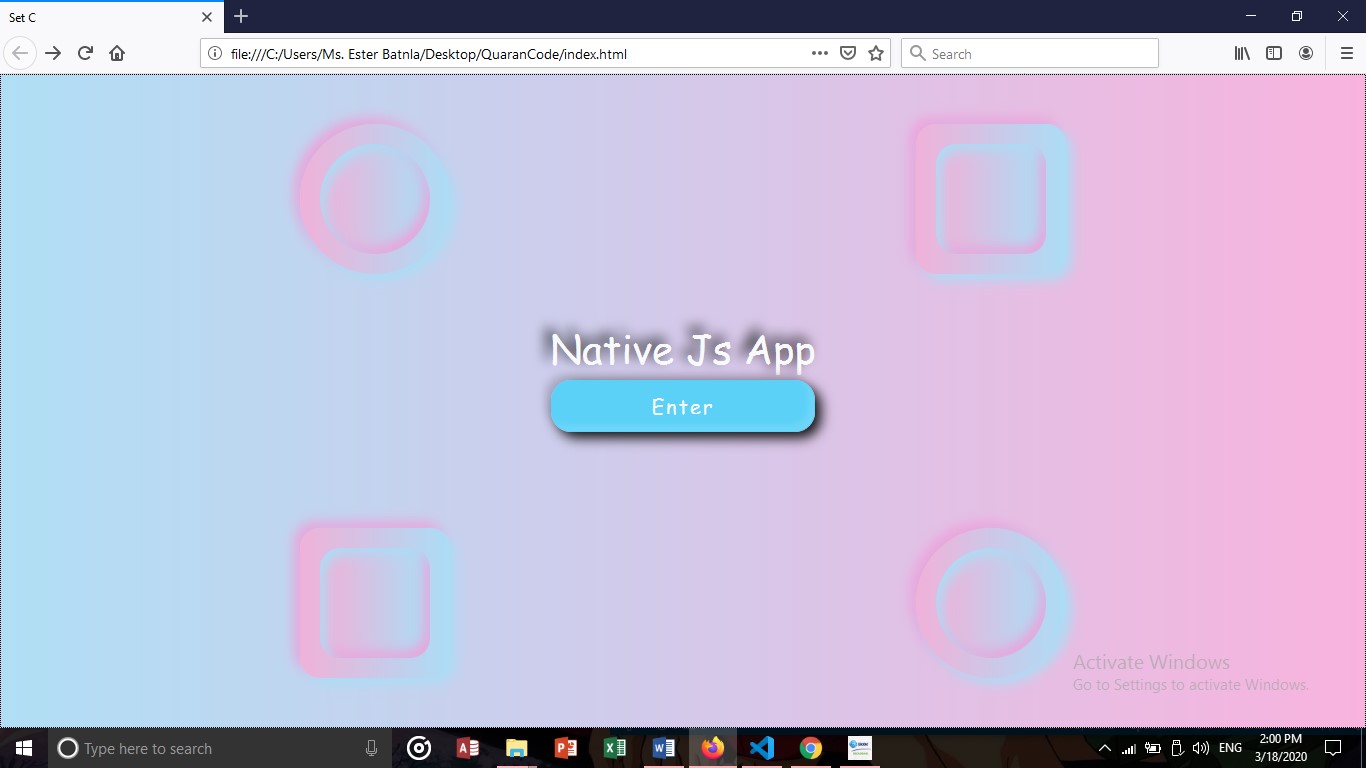 Set C
file:///C:/Users/Ms. Ester Batnla/Desktop/QuaranCode/index.html
Search
Native Js App
Enter
Activate Windows
Go to Settings to activate Windows.
Type here to search
ENG
2:00 PM
3/18/2020